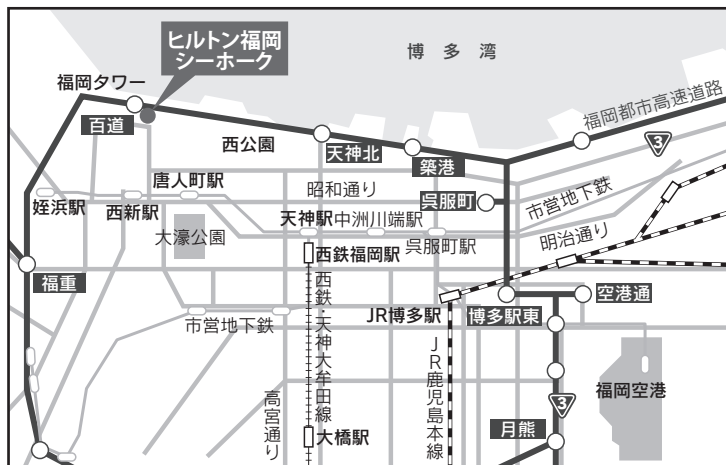 ヒルトン福岡
シーホーク
博多湾
福岡タワー
百道
西公園
天神北
築港
福岡都市高速道路
3
唐人町駅
昭和通り
呉服町
市営地下鉄
姪浜駅
西新駅
大濠公園
天神駅
中洲川端駅
呉服町駅
明治通り
西鉄福岡駅
福重
西鉄・天神大牟田線
市営地下鉄
JR博多駅
博多駅東
空港通
JR鹿児島本線
高宮通り
福岡空港
3
大橋駅
月熊